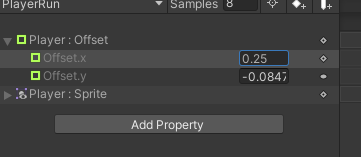 PlayerRun Samples 8
Player : Offset
Offset.x 0.25
Offset.y -0.0847
Player : Sprite
Add Property